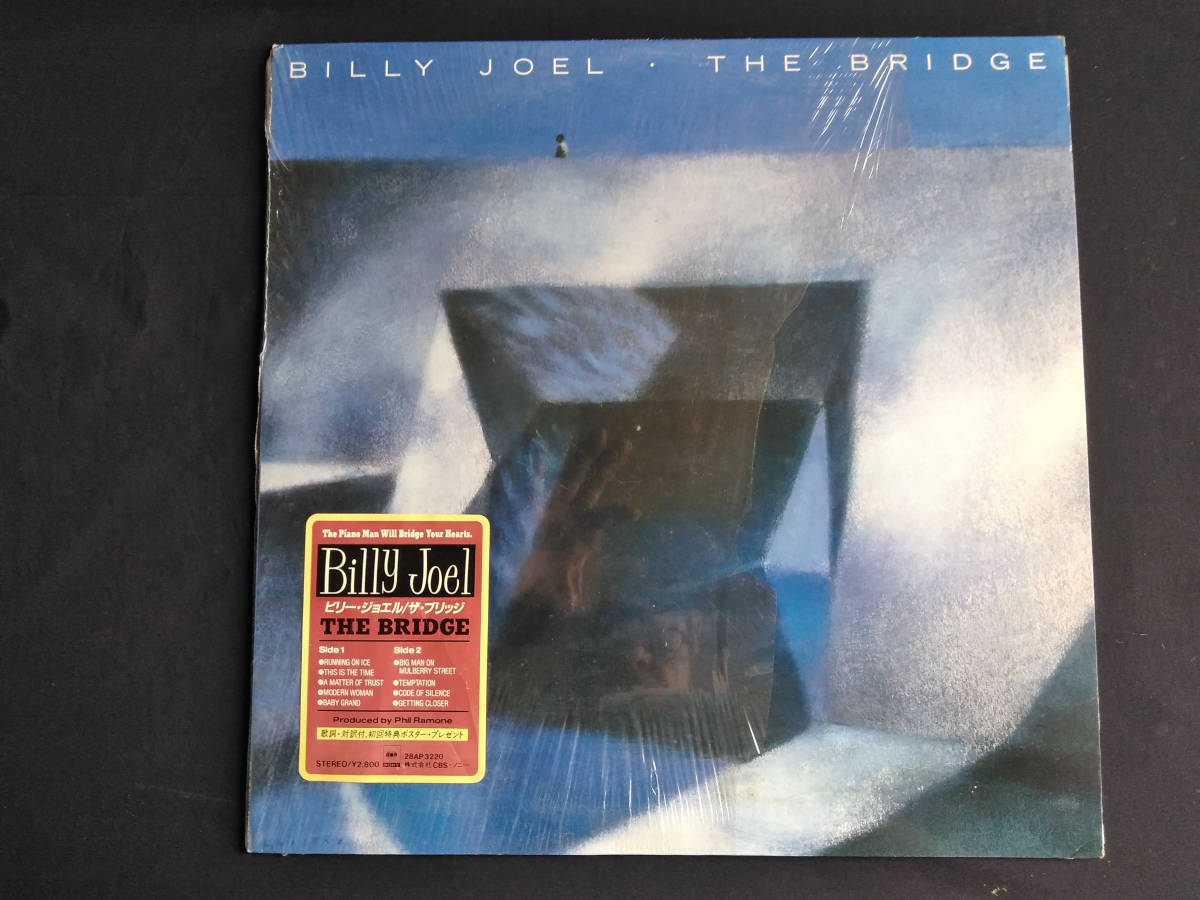 BILLY JOEL · THE BRIDGE
The Piano Man Will Bridge Your Hearts.
Billy Joel
ビリー・ジョエル/ザ・ブリッジ
THE BRIDGE
Side 1
●RUNNING ON ICE
●THIS IS THE TIME
●A MATTER OF TRUST
●MODERN WOMAN
●BABY GRAND
Side 2
●BIG MAN ON
MULBERRY STREET
●TEMPTATION
●CODE OF SILENCE
●GETTING CLOSER
Produced by Phil Ramone
歌詞・対訳付、初回特典ポスター・プレゼント
28AP3220
STEREO/¥2,800 株式会社CBS・ソニー